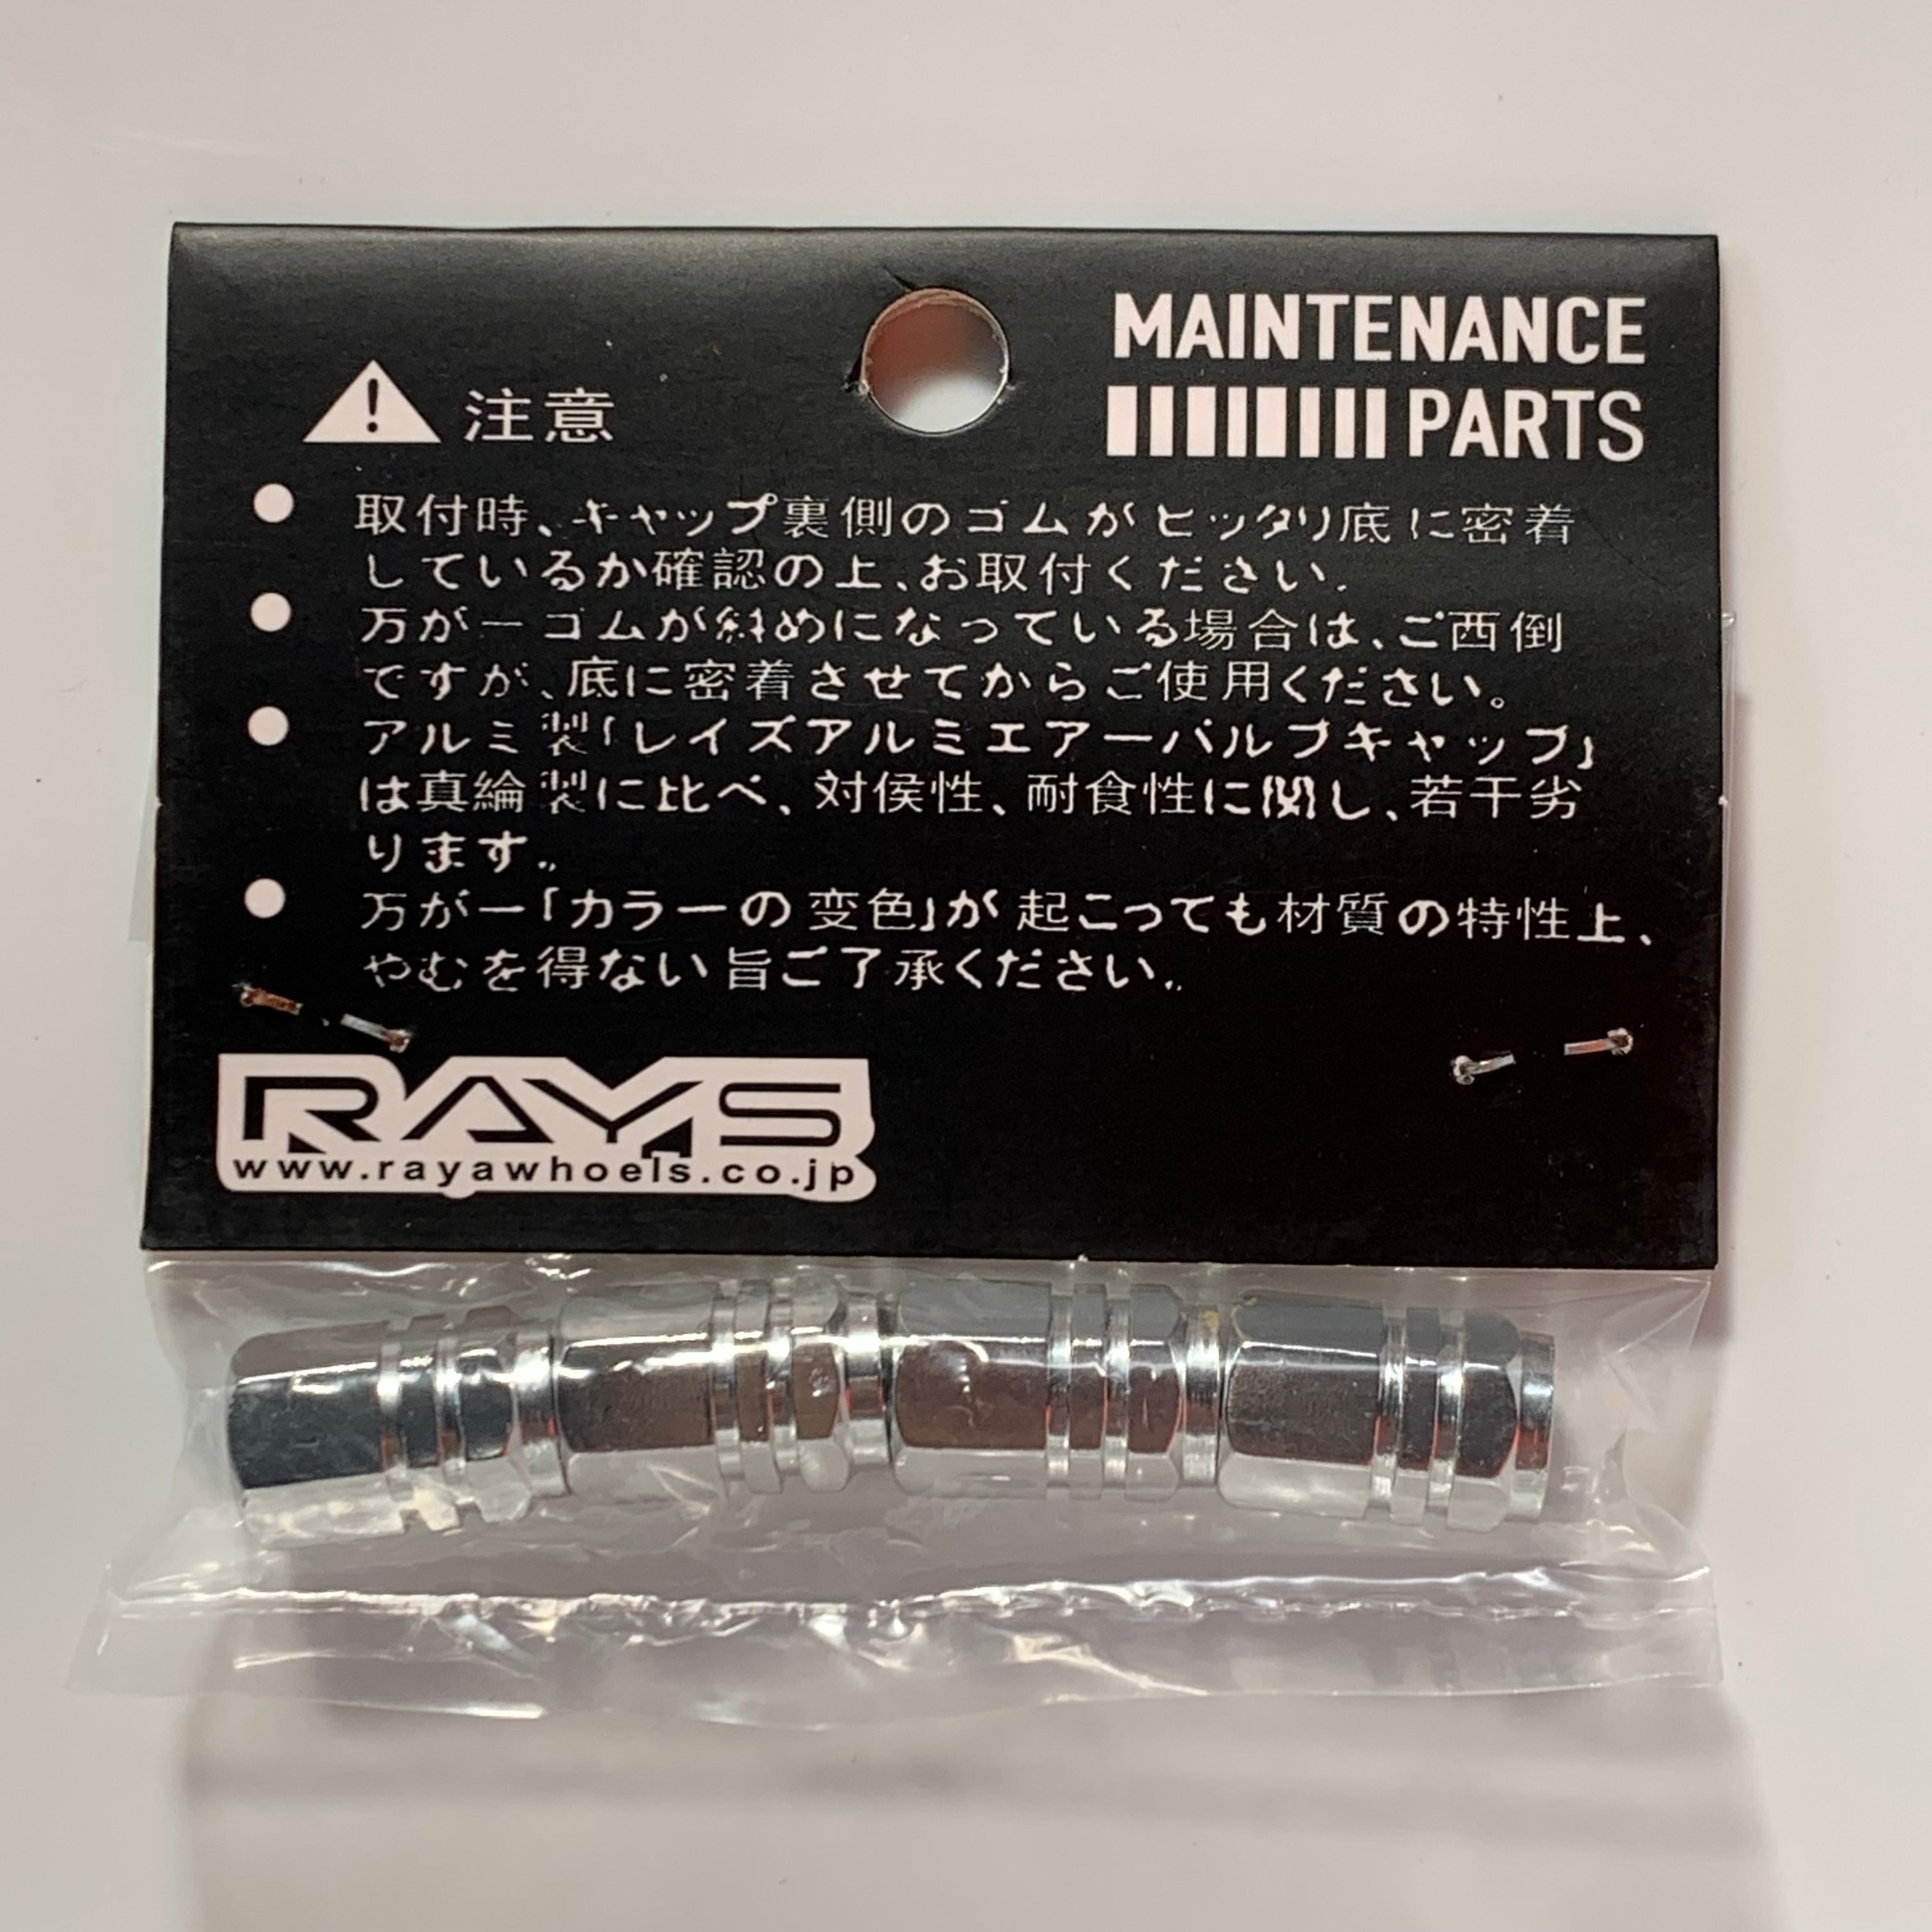 MAINTENANCE
PARTS
注意
取付時、キャップ裏側のゴムがヒッタリ底に密着
しているか確認の上、お取付ください.
万が一ゴムが斜めになっている場合は、ご西倒
ですが、底に密着させてからご使用ください。
アルミ製「レイズアルミエアーバルブキャップ」
は真綸製に比べ、対侯性、耐食性に関し、若干劣
ります.
万が一「カラーの変色」が起こっても材質の特性上、
やむを得ない旨ご了承ください.
RAYS
www.rayawhoels.co.jp